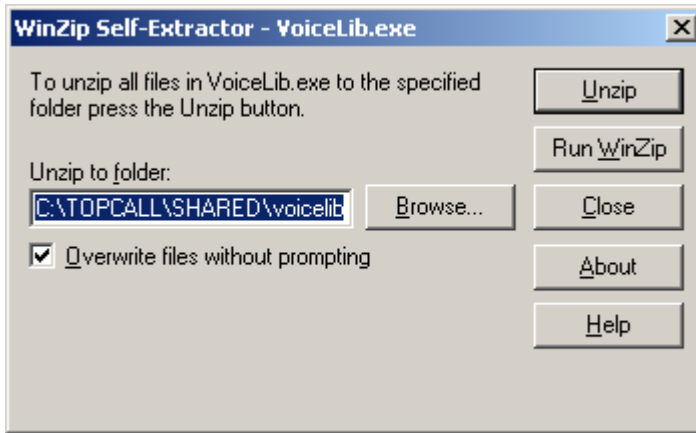 WinZip Self-Extractor - VoiceLib.exe
To unzip all files in VoiceLib.exe to the specified
folder press the Unzip button.
Unzip to folder:
C:\TOPCALL\SHARED\voicelib
Browse...
Overwrite files without prompting
Unzip
Run WinZip
Close
About
Help